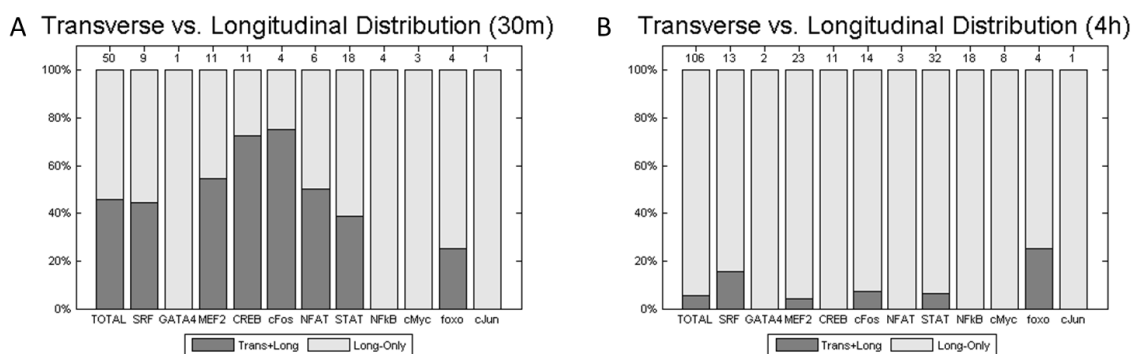 A Transverse vs. Longitudinal Distribution (30m)
50 9 1 11 11 4 6 18 4 3 4 1
100%
80%
60%
40%
20%
0%
TOTAL SRF GATA4 MEF2 CREB cFos NFAT STAT NFkB cMyc foxo cJun
Trans+Long Long-Only
B Transverse vs. Longitudinal Distribution (4h)
106 13 2 23 11 14 3 32 18 8 4 1
100%
80%
60%
40%
20%
0%
TOTAL SRF GATA4 MEF2 CREB cFos NFAT STAT NFkB cMyc foxo cJun
Trans+Long Long-Only